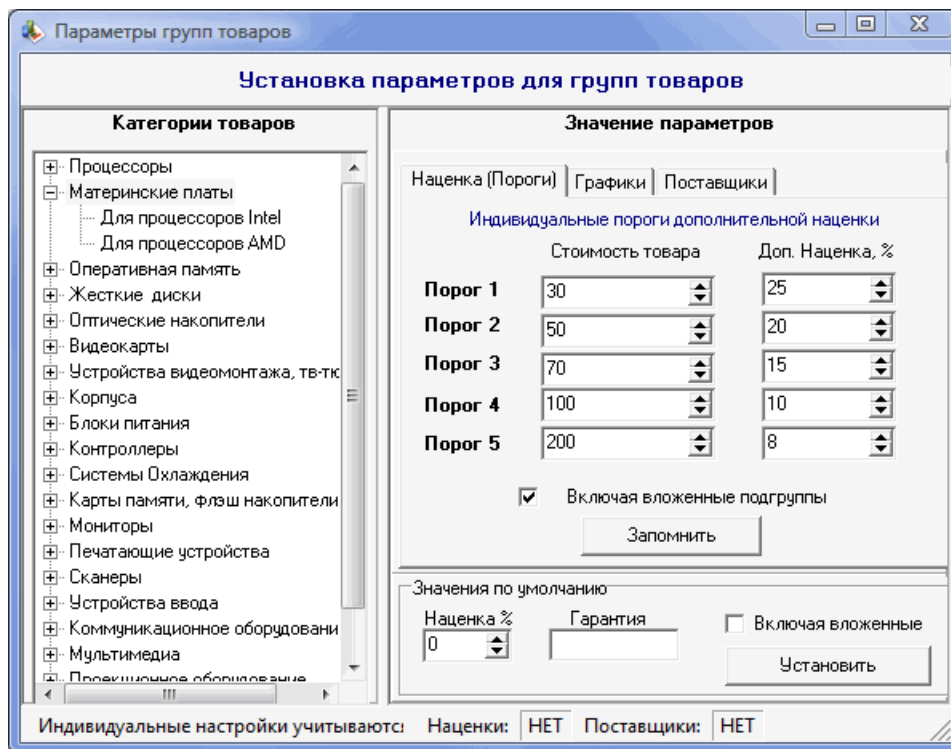 Параметры групп товаров
Установка параметров для групп товаров
Категории товаров
Процессоры
Материнские платы
Для процессоров Intel
Для процессоров AMD
Оперативная память
Жесткие диски
Оптические накопители
Видеокарты
Устройства видеомонтажа, тв-тю
Корпуса
Блоки питания
Контроллеры
Системы Охлаждения
Карты памяти, флэш накопители
Мониторы
Печатающие устройства
Сканеры
Устройства ввода
Коммуникационное оборудовани
Мультимедиа
Проекционное оборудование
Значение параметров
Наценка (Пороги) Графики Поставщики
Индивидуальные пороги дополнительной наценки
Стоимость товара Доп. Наценка, %
Порог 1 30 25
Порог 2 50 20
Порог 3 70 15
Порог 4 100 10
Порог 5 200 8
Включая вложенные подгруппы
Запомнить
Значения по умолчанию
Наценка % Гарантия
0
Включая вложенные
Установить
Индивидуальные настройки учитываютс Наценки: НЕТ Поставщики: НЕТ